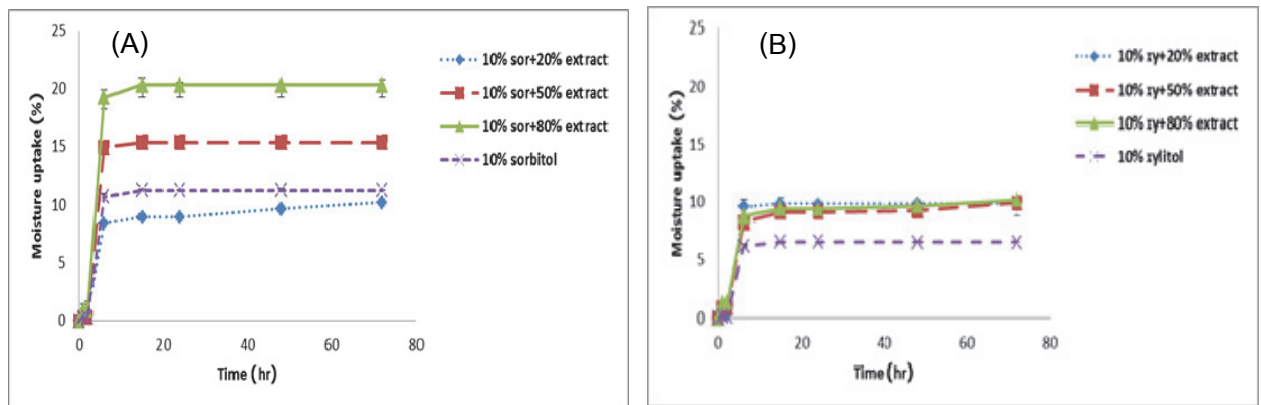 (A)
Moisture uptake (%)
25
20
15
10
5
0
0
20
40
60
80
Time (hr)
10% sor+20% extract
10% sor+50% extract
10% sor+80% extract
10% sorbitol
(B)
Moisture uptake (%)
25
20
15
10
5
0
0
20
40
60
80
Time (hr)
10% xy+20% extract
10% xy+50% extract
10% xy+80% extract
10% xylitol